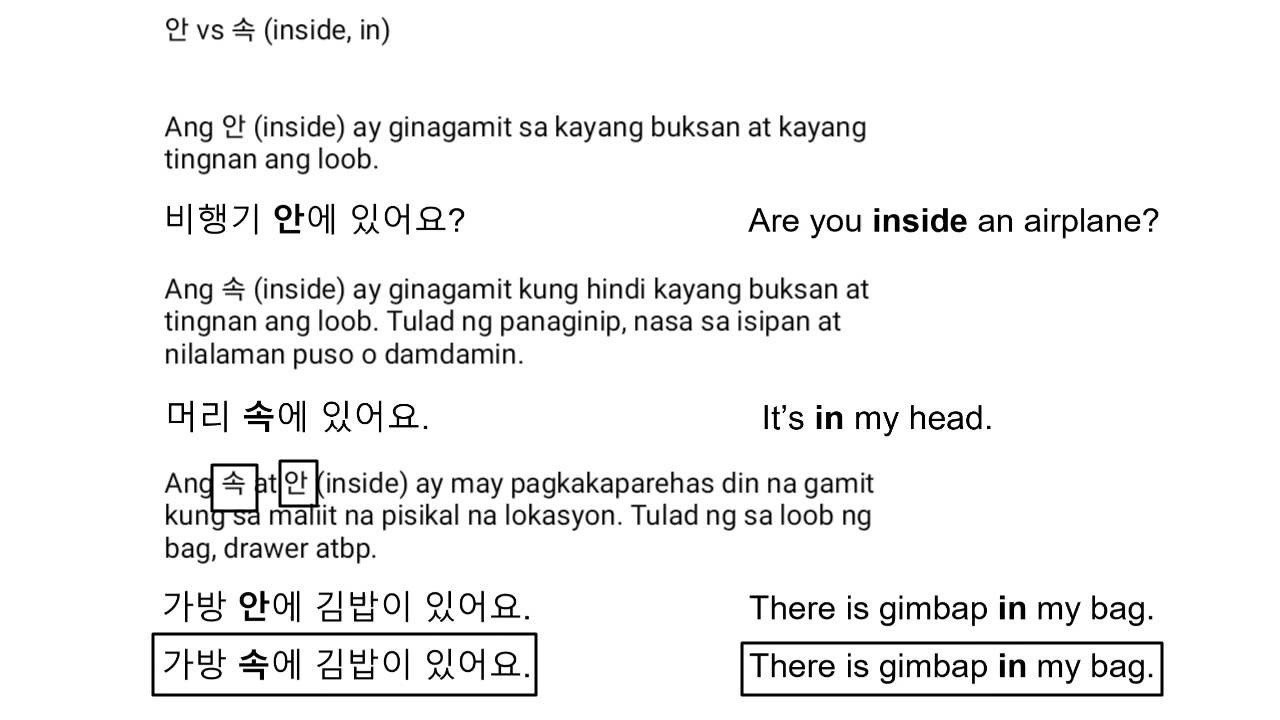 안 vs 속 (inside, in)
Ang 안 (inside) ay ginagamit sa kayang buksan at kayang
tingnan ang loob.
비행기 안에 있어요? Are you inside an airplane?
Ang 속 (inside) ay ginagamit kung hindi kayang buksan at
tingnan ang loob. Tulad ng panaginip, nasa sa isipan at
nilalaman puso o damdamin.
머리 속에 있어요. It’s in my head.
Ang 속 at 안 (inside) ay may pagkakaparehas din na gamit
kung sa maliit na pisikal na lokasyon. Tulad ng sa loob ng
bag, drawer atbp.
가방 안에 김밥이 있어요. There is gimbap in my bag.
가방 속에 김밥이 있어요. There is gimbap in my bag.